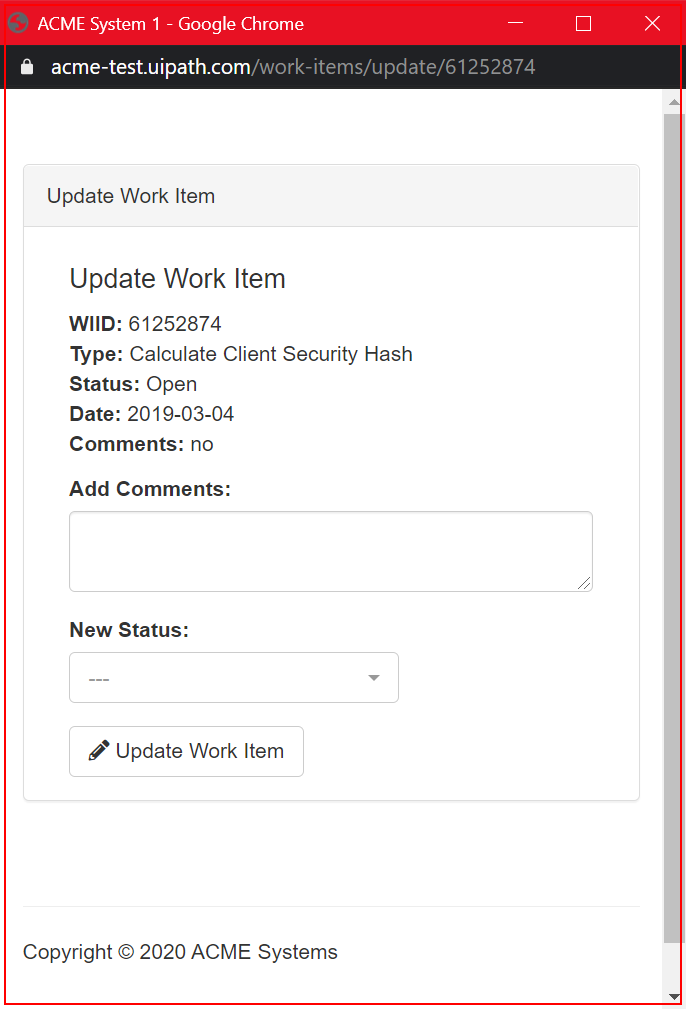 ACME System 1 - Google Chrome
acme-test.uipath.com/work-items/update/61252874
Update Work Item
Update Work Item
WIID: 61252874
Type: Calculate Client Security Hash
Status: Open
Date: 2019-03-04
Comments: no
Add Comments:
New Status:
---
Update Work Item
Copyright © 2020 ACME Systems